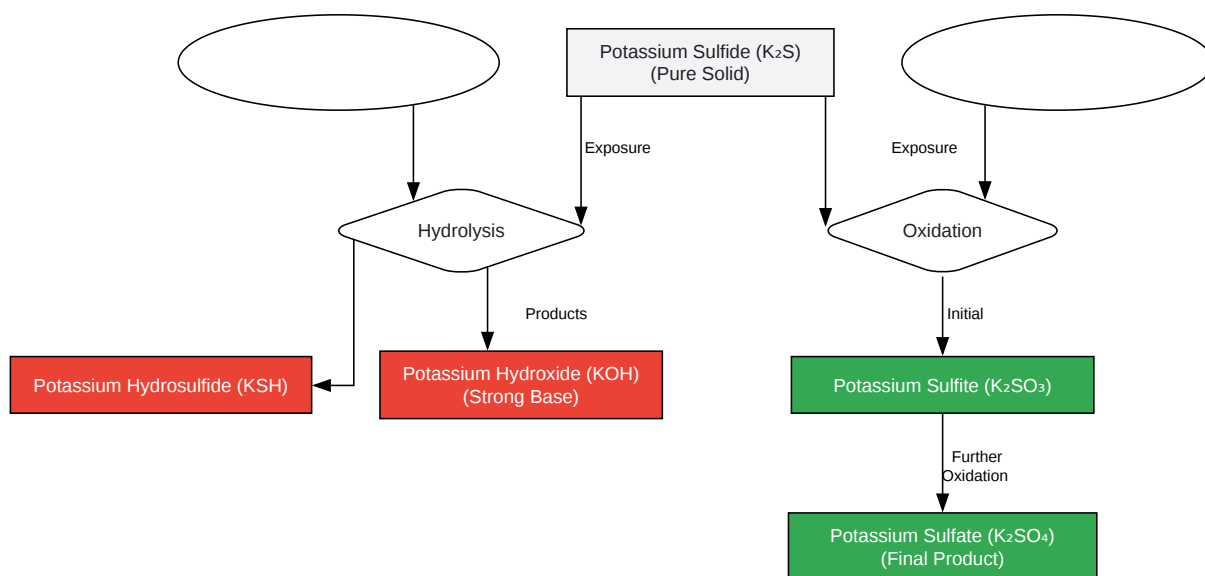 Potassium Sulfide (K₂S)
(Pure Solid)
Exposure
Exposure
Hydrolysis
Oxidation
Products
Initial
Potassium Hydrosulfide (KSH)
Potassium Hydroxide (KOH)
(Strong Base)
Potassium Sulfite (K₂SO₃)
Further
Oxidation
Potassium Sulfate (K₂SO₄)
(Final Product)